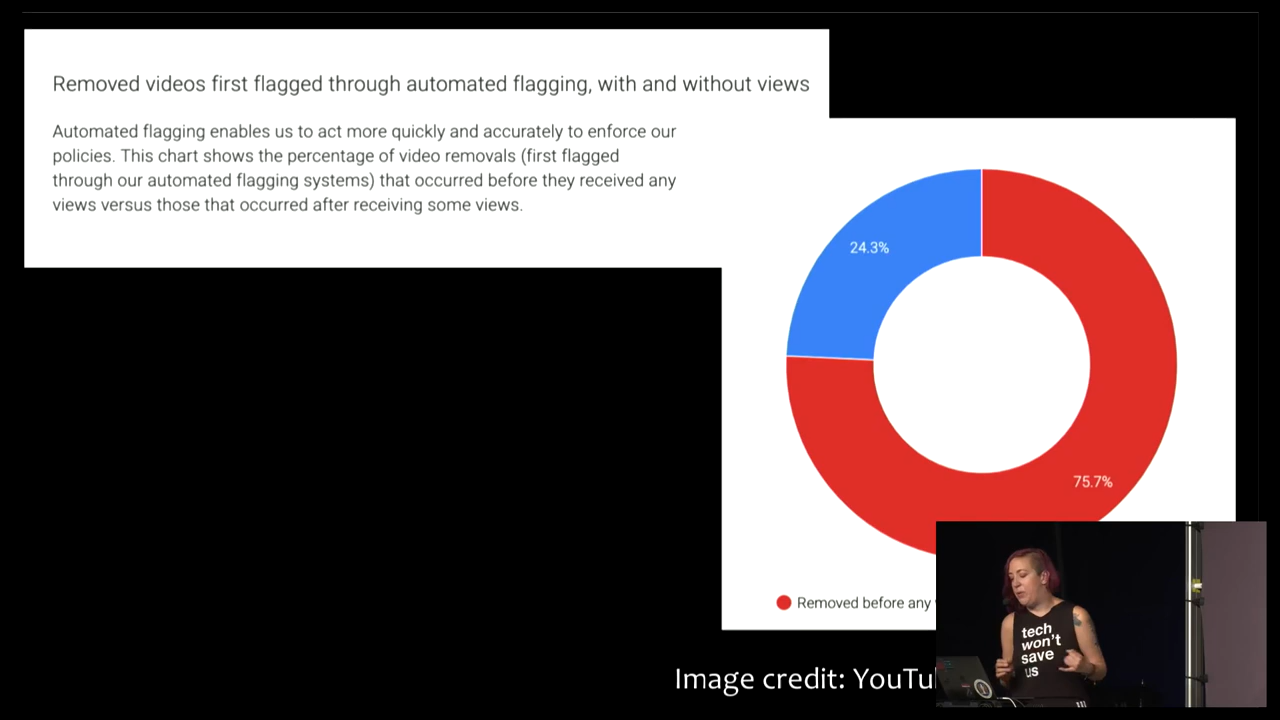 Removed videos first flagged through automated flagging, with and without views
Automated flagging enables us to act more quickly and accurately to enforce our
policies. This chart shows the percentage of video removals (first flagged
through our automated flagging systems) that occurred before they received any
views versus those that occurred after receiving some views.
24.3%
75.7%
Removed before any
Image credit: YouTu
tech
won't
save
us